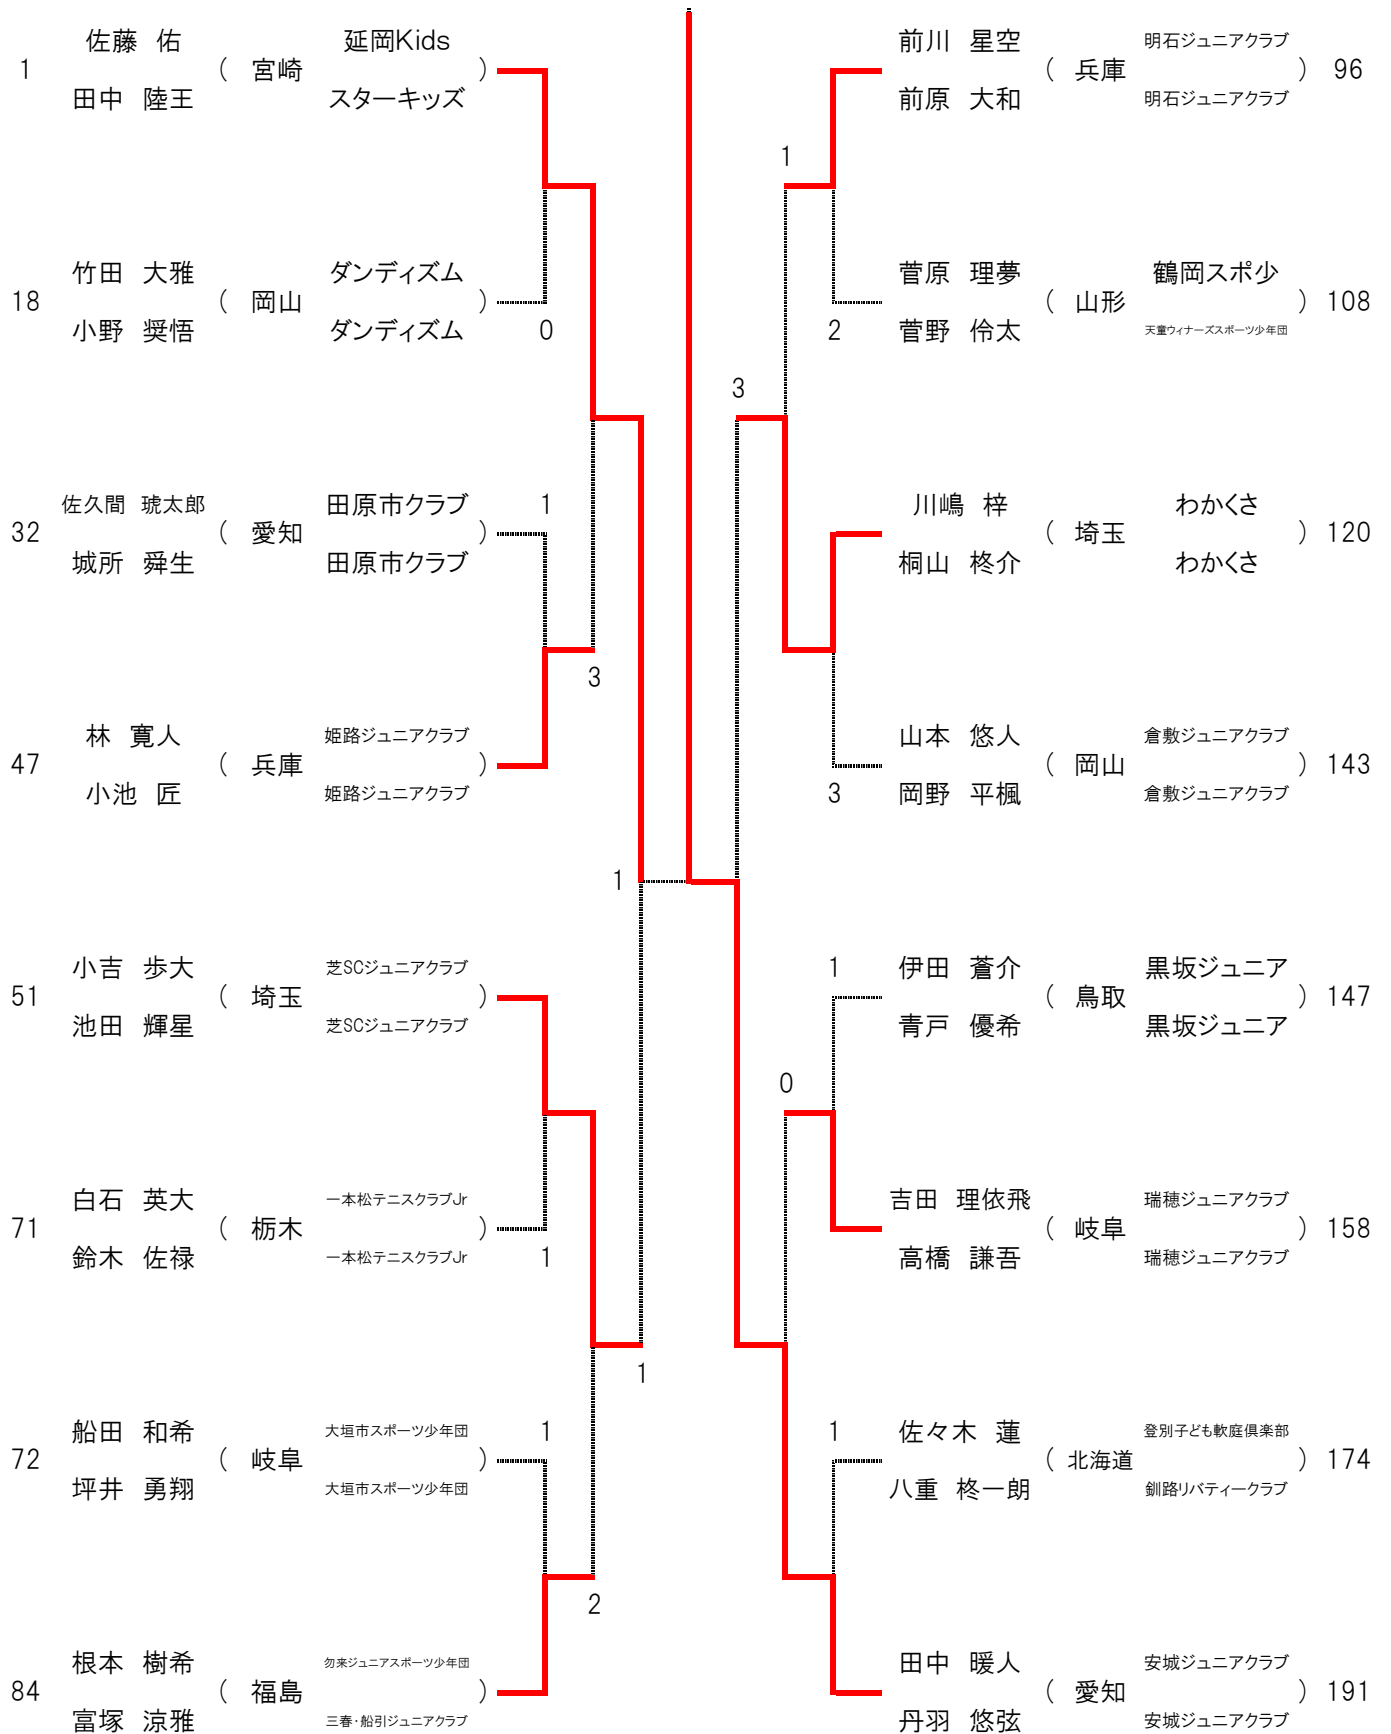 佐藤 佑 延岡Kids
1 ( 宮崎 )
田中 陸王 スターキッズ
竹田 大雅 ダンディズム
18 ( 岡山 )
小野 奨悟 ダンディズム
0
佐久間 琥太郎 田原市クラブ 1
32 ( 愛知 )
城所 舜生 田原市クラブ
3
林 寛人 姫路ジュニアクラブ
47 ( 兵庫 )
小池 匠 姫路ジュニアクラブ
1
小吉 歩大 芝SCジュニアクラブ
51 ( 埼玉 )
池田 輝星 芝SCジュニアクラブ
白石 英大 一本松テニスクラブJr
71 ( 栃木 )
鈴木 佐禄 一本松テニスクラブJr
1
1
船田 和希 大垣市スポーツ少年団 1
72 ( 岐阜 )
坪井 勇翔 大垣市スポーツ少年団
2
根本 樹希 勿来ジュニアスポーツ少年団
84 ( 福島 )
富塚 涼雅 三春・船引ジュニアクラブ
前川 星空 明石ジュニアクラブ
( 兵庫 ) 96
前原 大和 明石ジュニアクラブ
1
菅原 理夢 鶴岡スポ少
( 山形 ) 108
2 菅野 伶太 天童ウィナーズスポーツ少年団
3
川嶋 梓 わかくさ
( 埼玉 ) 120
桐山 柊介 わかくさ
山本 悠人 倉敷ジュニアクラブ
( 岡山 ) 143
3 岡野 平楓 倉敷ジュニアクラブ
1 伊田 蒼介 黒坂ジュニア
( 鳥取 ) 147
青戸 優希 黒坂ジュニア
0
吉田 理依飛 瑞穂ジュニアクラブ
( 岐阜 ) 158
高橋 謙吾 瑞穂ジュニアクラブ
1 佐々木 蓮 登別子ども軟庭倶楽部
( 北海道 ) 174
八重 柊一朗 釧路リバティークラブ
田中 暖人 安城ジュニアクラブ
( 愛知 ) 191
丹羽 悠弦 安城ジュニアクラブ